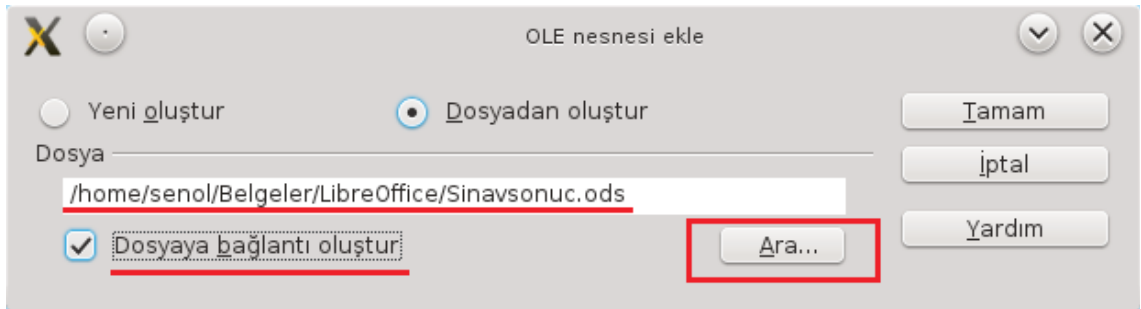 OLE nesnesi ekle
Yeni oluştur
Dosyadan oluştur
Tamam
Dosya
İptal
/home/senol/Belgeler/LibreOffice/Sinavsonuc.ods
Dosyaya bağlantı oluştur
Ara...
Yardım